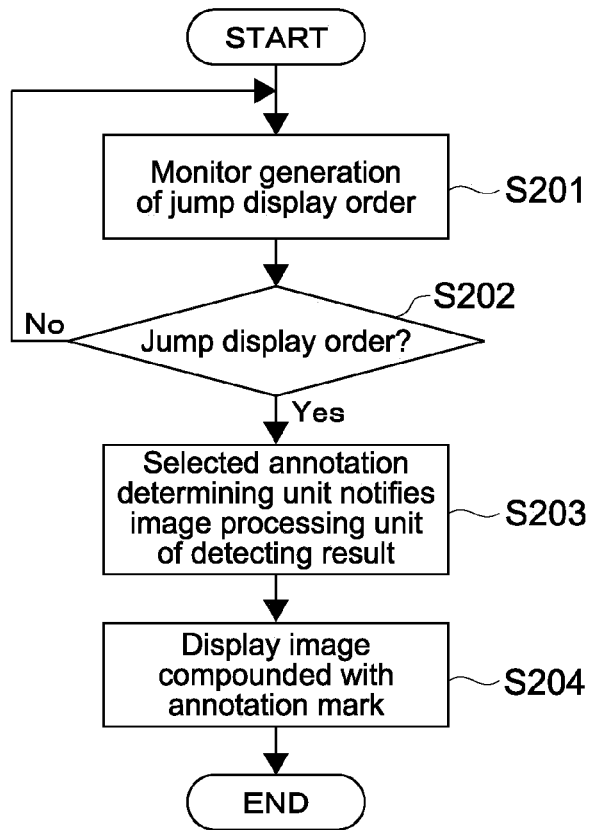 START
Monitor generation
of jump display order
S201
S202
No
Jump display order?
Yes
Selected annotation
determining unit notifies
image processing unit
of detecting result
S203
Display image
compounded with
annotation mark
S204
END